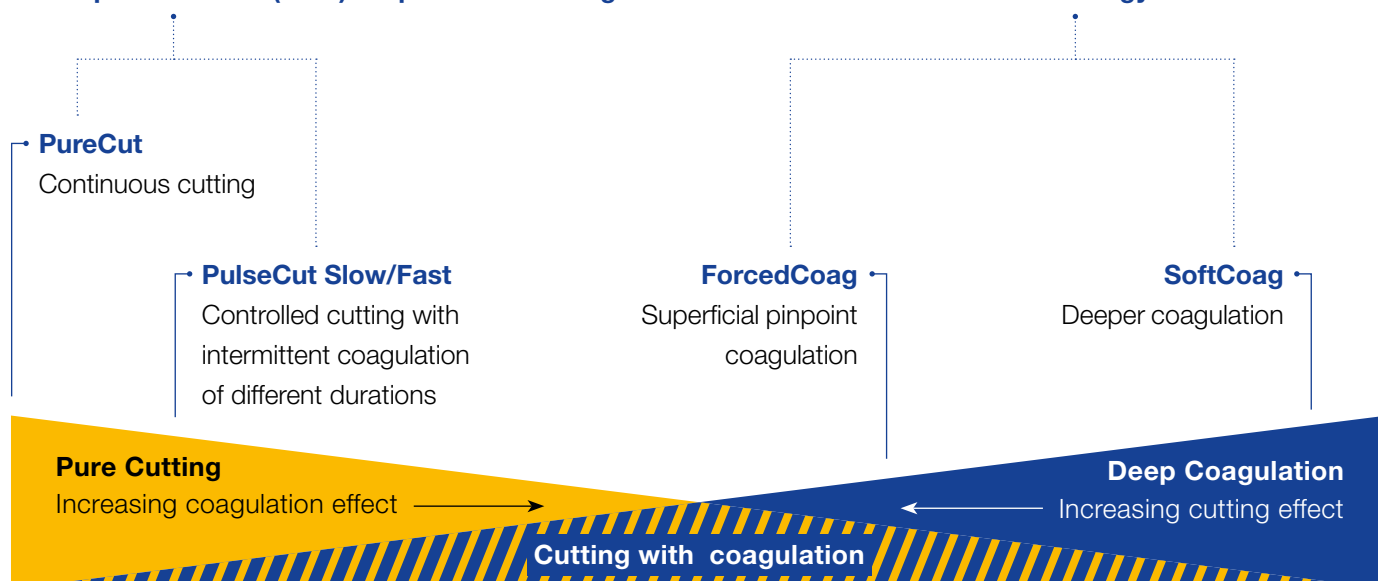 PureCut
Continuous cutting
PulseCut Slow/Fast
Controlled cutting with
intermittent coagulation
of different durations
ForcedCoag
Superficial pinpoint
coagulation
SoftCoag
Deeper coagulation
Pure Cutting
Increasing coagulation effect
Deep Coagulation
Increasing cutting effect
Cutting with coagulation